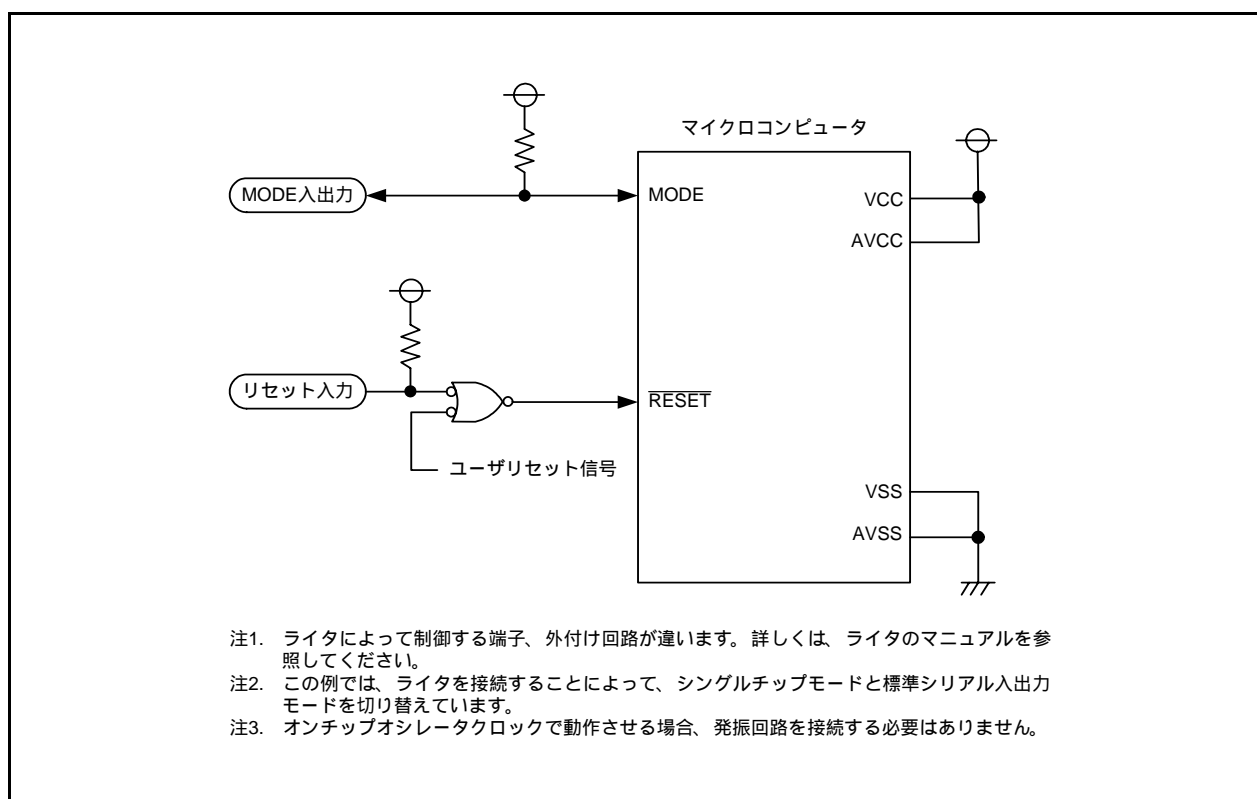 マイクロコンピュータ
MODE入出力
MODE
VCC
AVCC
リセット入力
RESET
ユーザリセット信号
VSS
AVSS
注1. ライタによって制御する端子、外付け回路が違います。詳しくは、ライタのマニュアルを参
照してください。
注2. この例では、ライタを接続することによって、シングルチップモードと標準シリアル入出力
モードを切り替えています。
注3. オンチップオシレータクロックで動作させる場合、発振回路を接続する必要はありません。